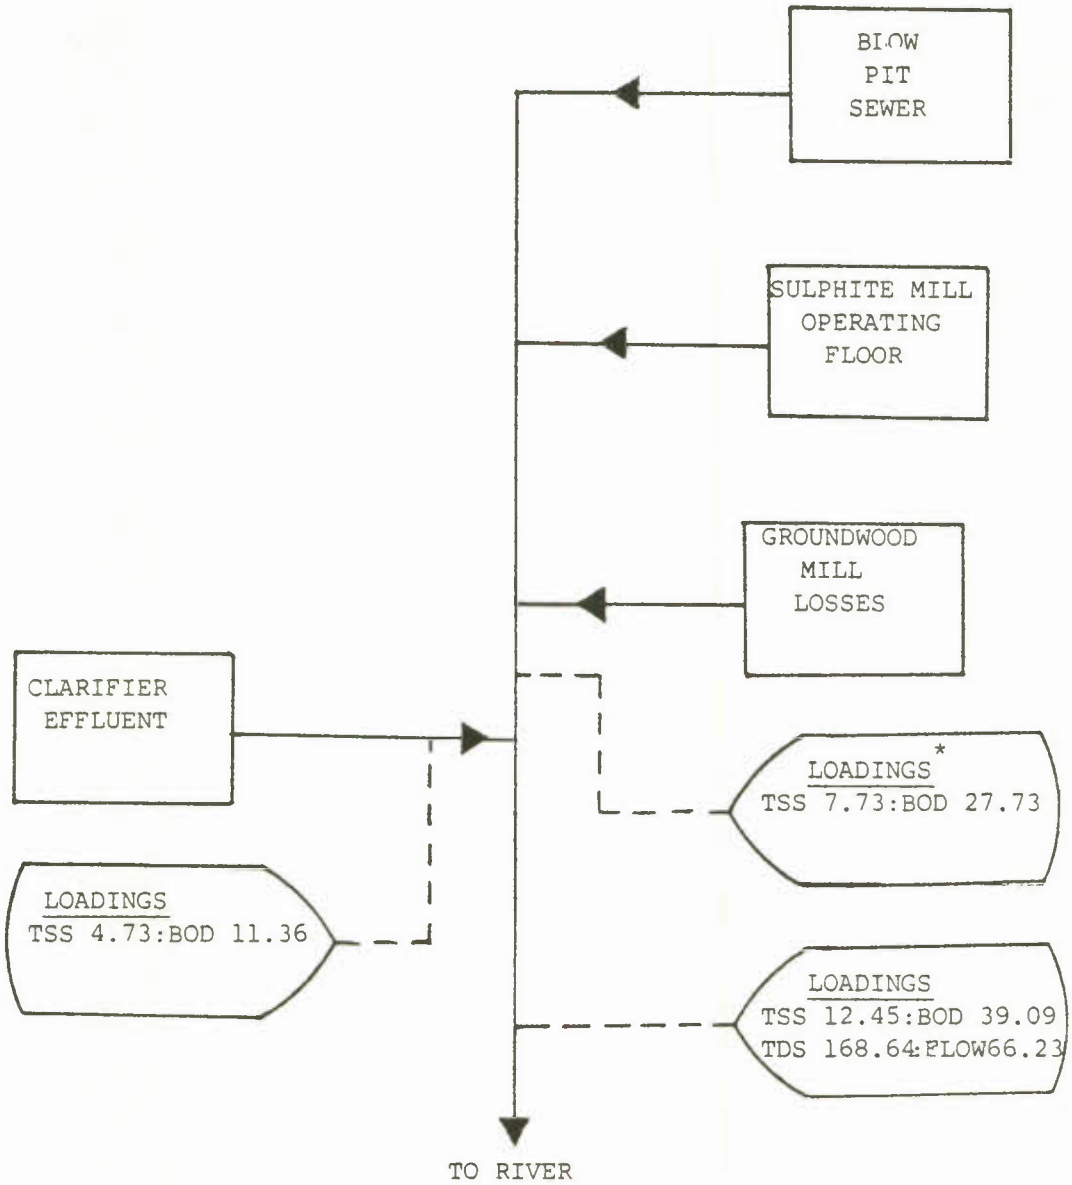 BLOW
PIT
SEWER
SULPHITE MILL
OPERATING
FLOOR
GROUNDWOOD
MILL
LOSSES
CLARIFIER
EFFLUENT
LOADINGS*
TSS 7.73:BOD 27.73
LOADINGS
TSS 4.73:BOD 11.36
LOADINGS
TSS 12.45:BOD 39.09
TDS 168.64:FLOW66.23
TO RIVER